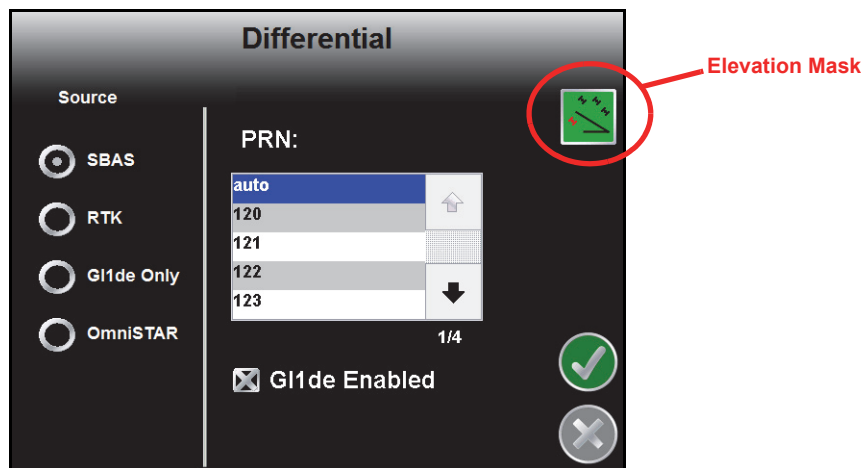 Differential
Elevation Mask
Source
SBAS
RTK
Gl1de Only
OmniSTAR
PRN:
auto
120
121
122
123
1/4
Gl1de Enabled